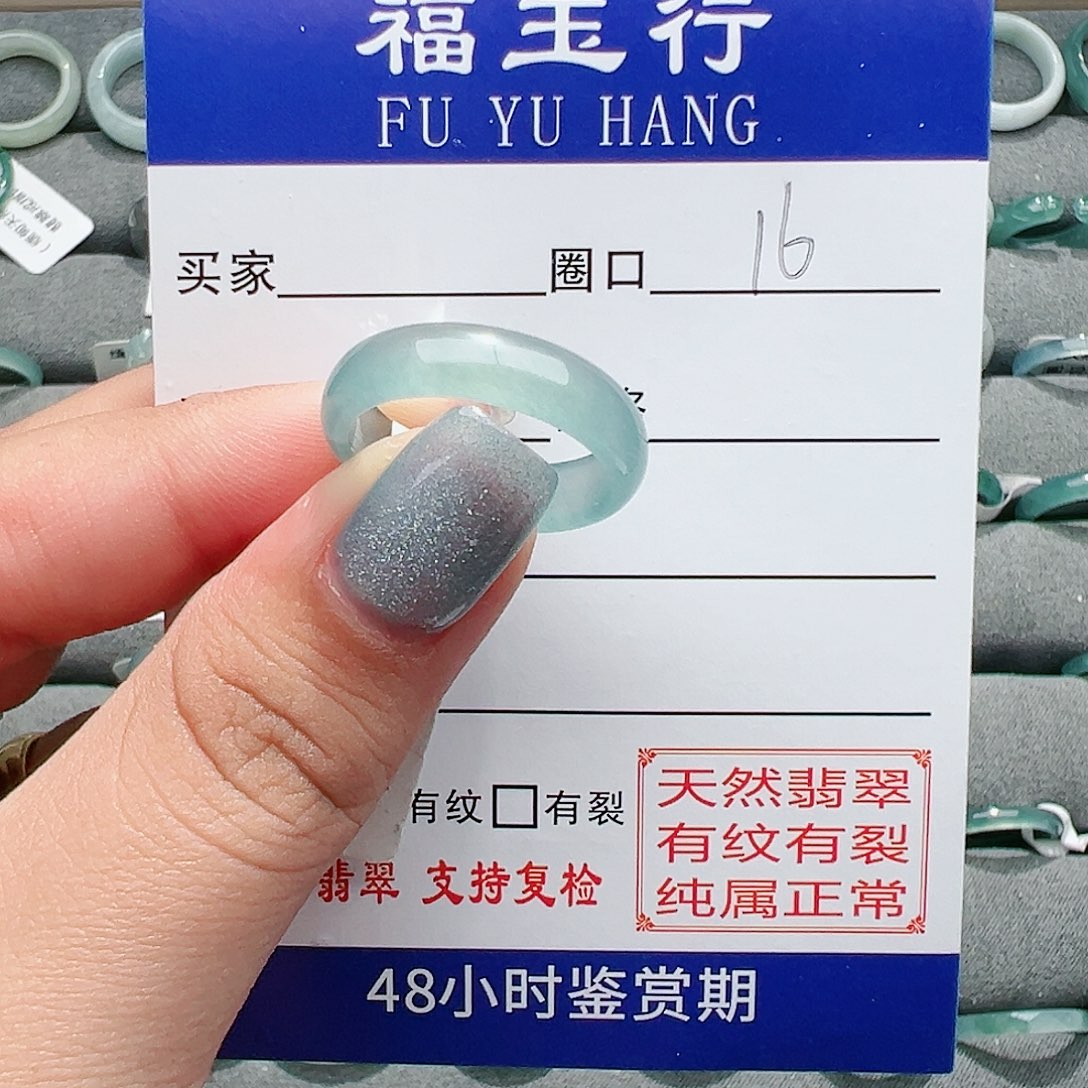 福玉行
FU YU HANG
买家 圈口 16
有纹□有裂
翡翠 支持复检
天然翡翠
有纹有裂
纯属正常
48小时鉴赏期